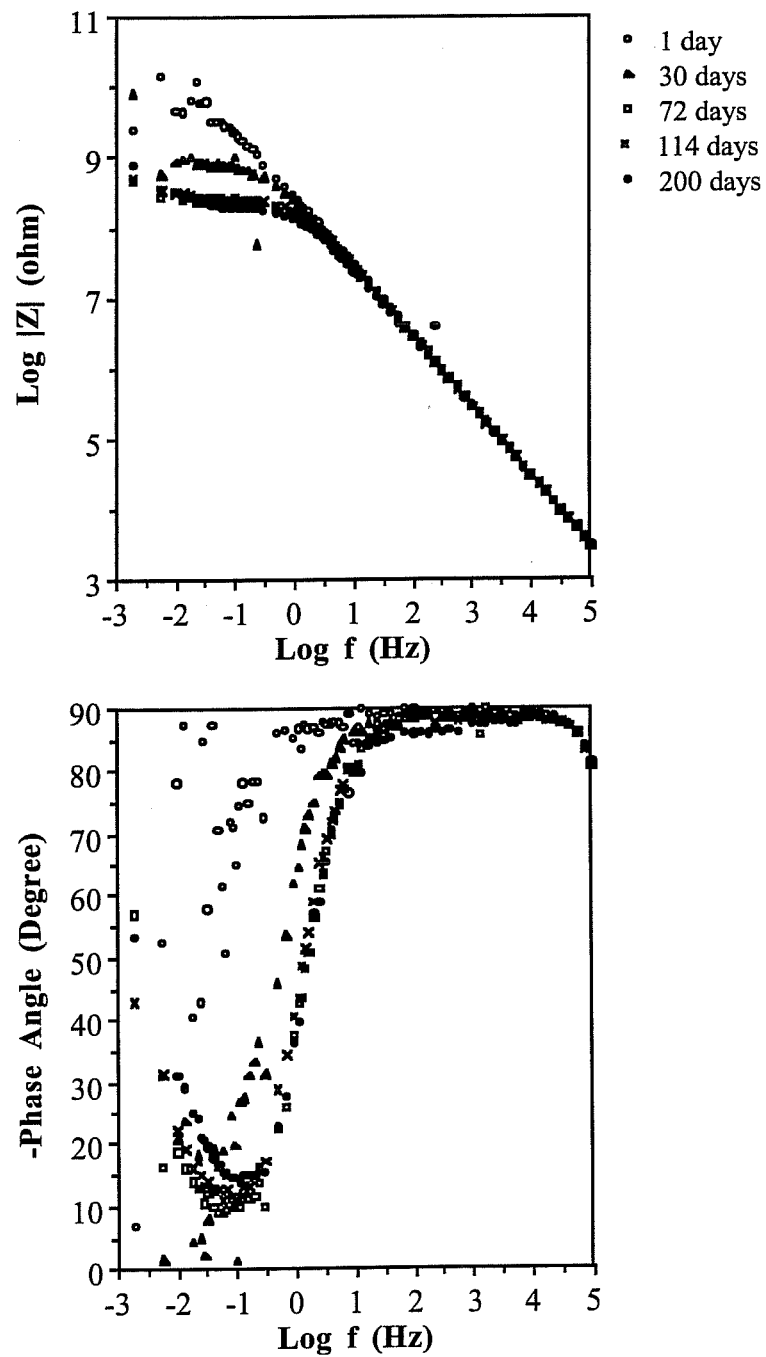 11
9
7
5
3
Log |Z| (ohm)
-3 -2 -1 0 1 2 3 4 5
Log f (Hz)
1 day
30 days
72 days
114 days
200 days
90
80
70
60
50
40
30
20
10
0
-Phase Angle (Degree)
-3 -2 -1 0 1 2 3 4 5
Log f (Hz)